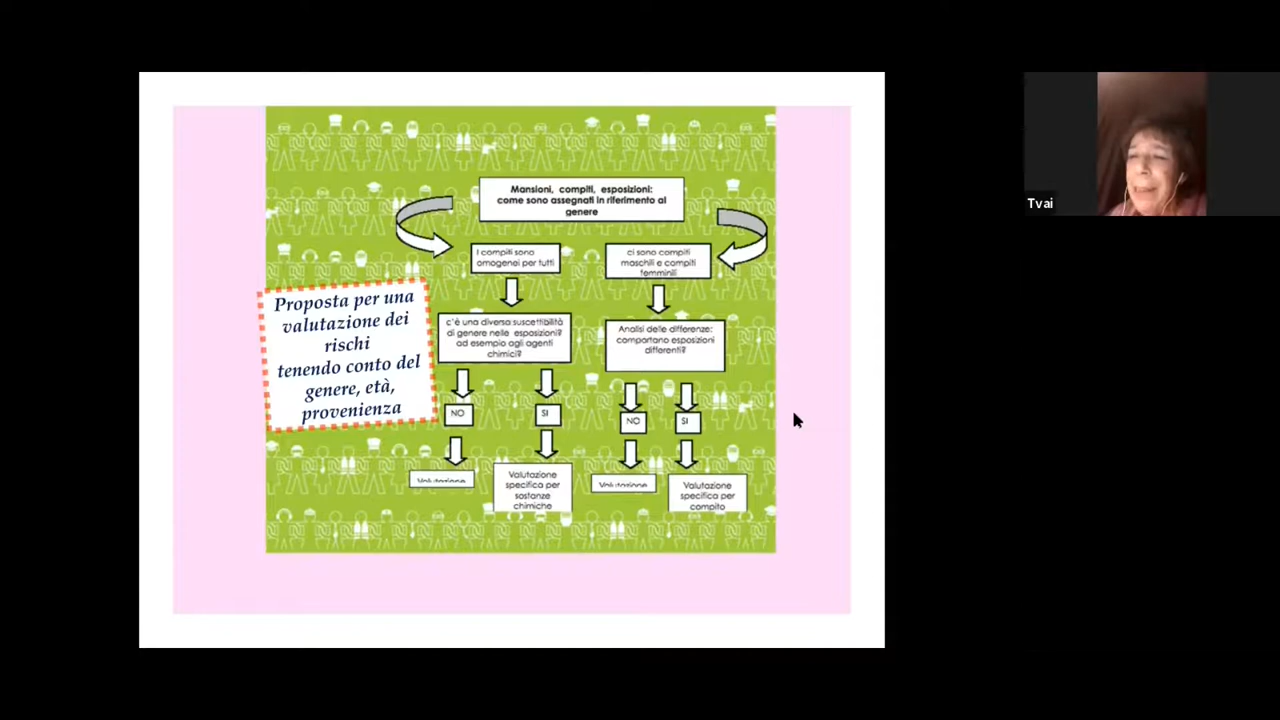 Mansioni, compiti, esposizioni:
come sono assegnati in riferimento al
genere
I compiti sono
omogenei per tutti
ci sono compiti
maschili e compiti
femminili
Proposta per una
valutazione dei
rischi
tenendo conto del
genere, età,
provenienza
c'è una diversa suscettibilità
di genere nelle esposizioni?
ad esempio agli agenti
chimici?
Analisi delle differenze:
comportano esposizioni
differenti?
NO
SI
NO
SI
Valutazione
Valutazione
specifica per
sostanze
chimiche
Valutazione
Valutazione
specifica per
compito
Tvai